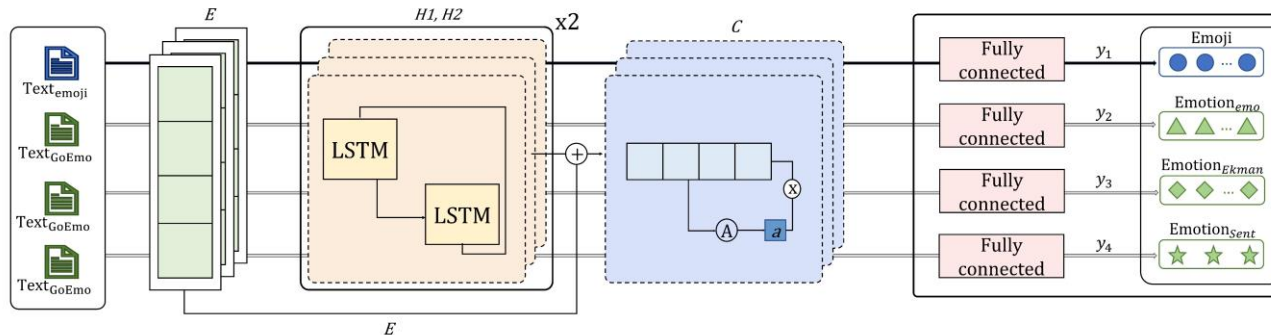 E
H1, H2
x2
C
Text_emoji
Text_GoEmo
Text_GoEmo
Text_GoEmo
LSTM
LSTM
+
x
A
a
E
Fully
connected
Fully
connected
Fully
connected
Fully
connected
y_1
y_2
y_3
y_4
Emoji
...
Emotion_emo
...
Emotion_Ekman
...
Emotion_Sent